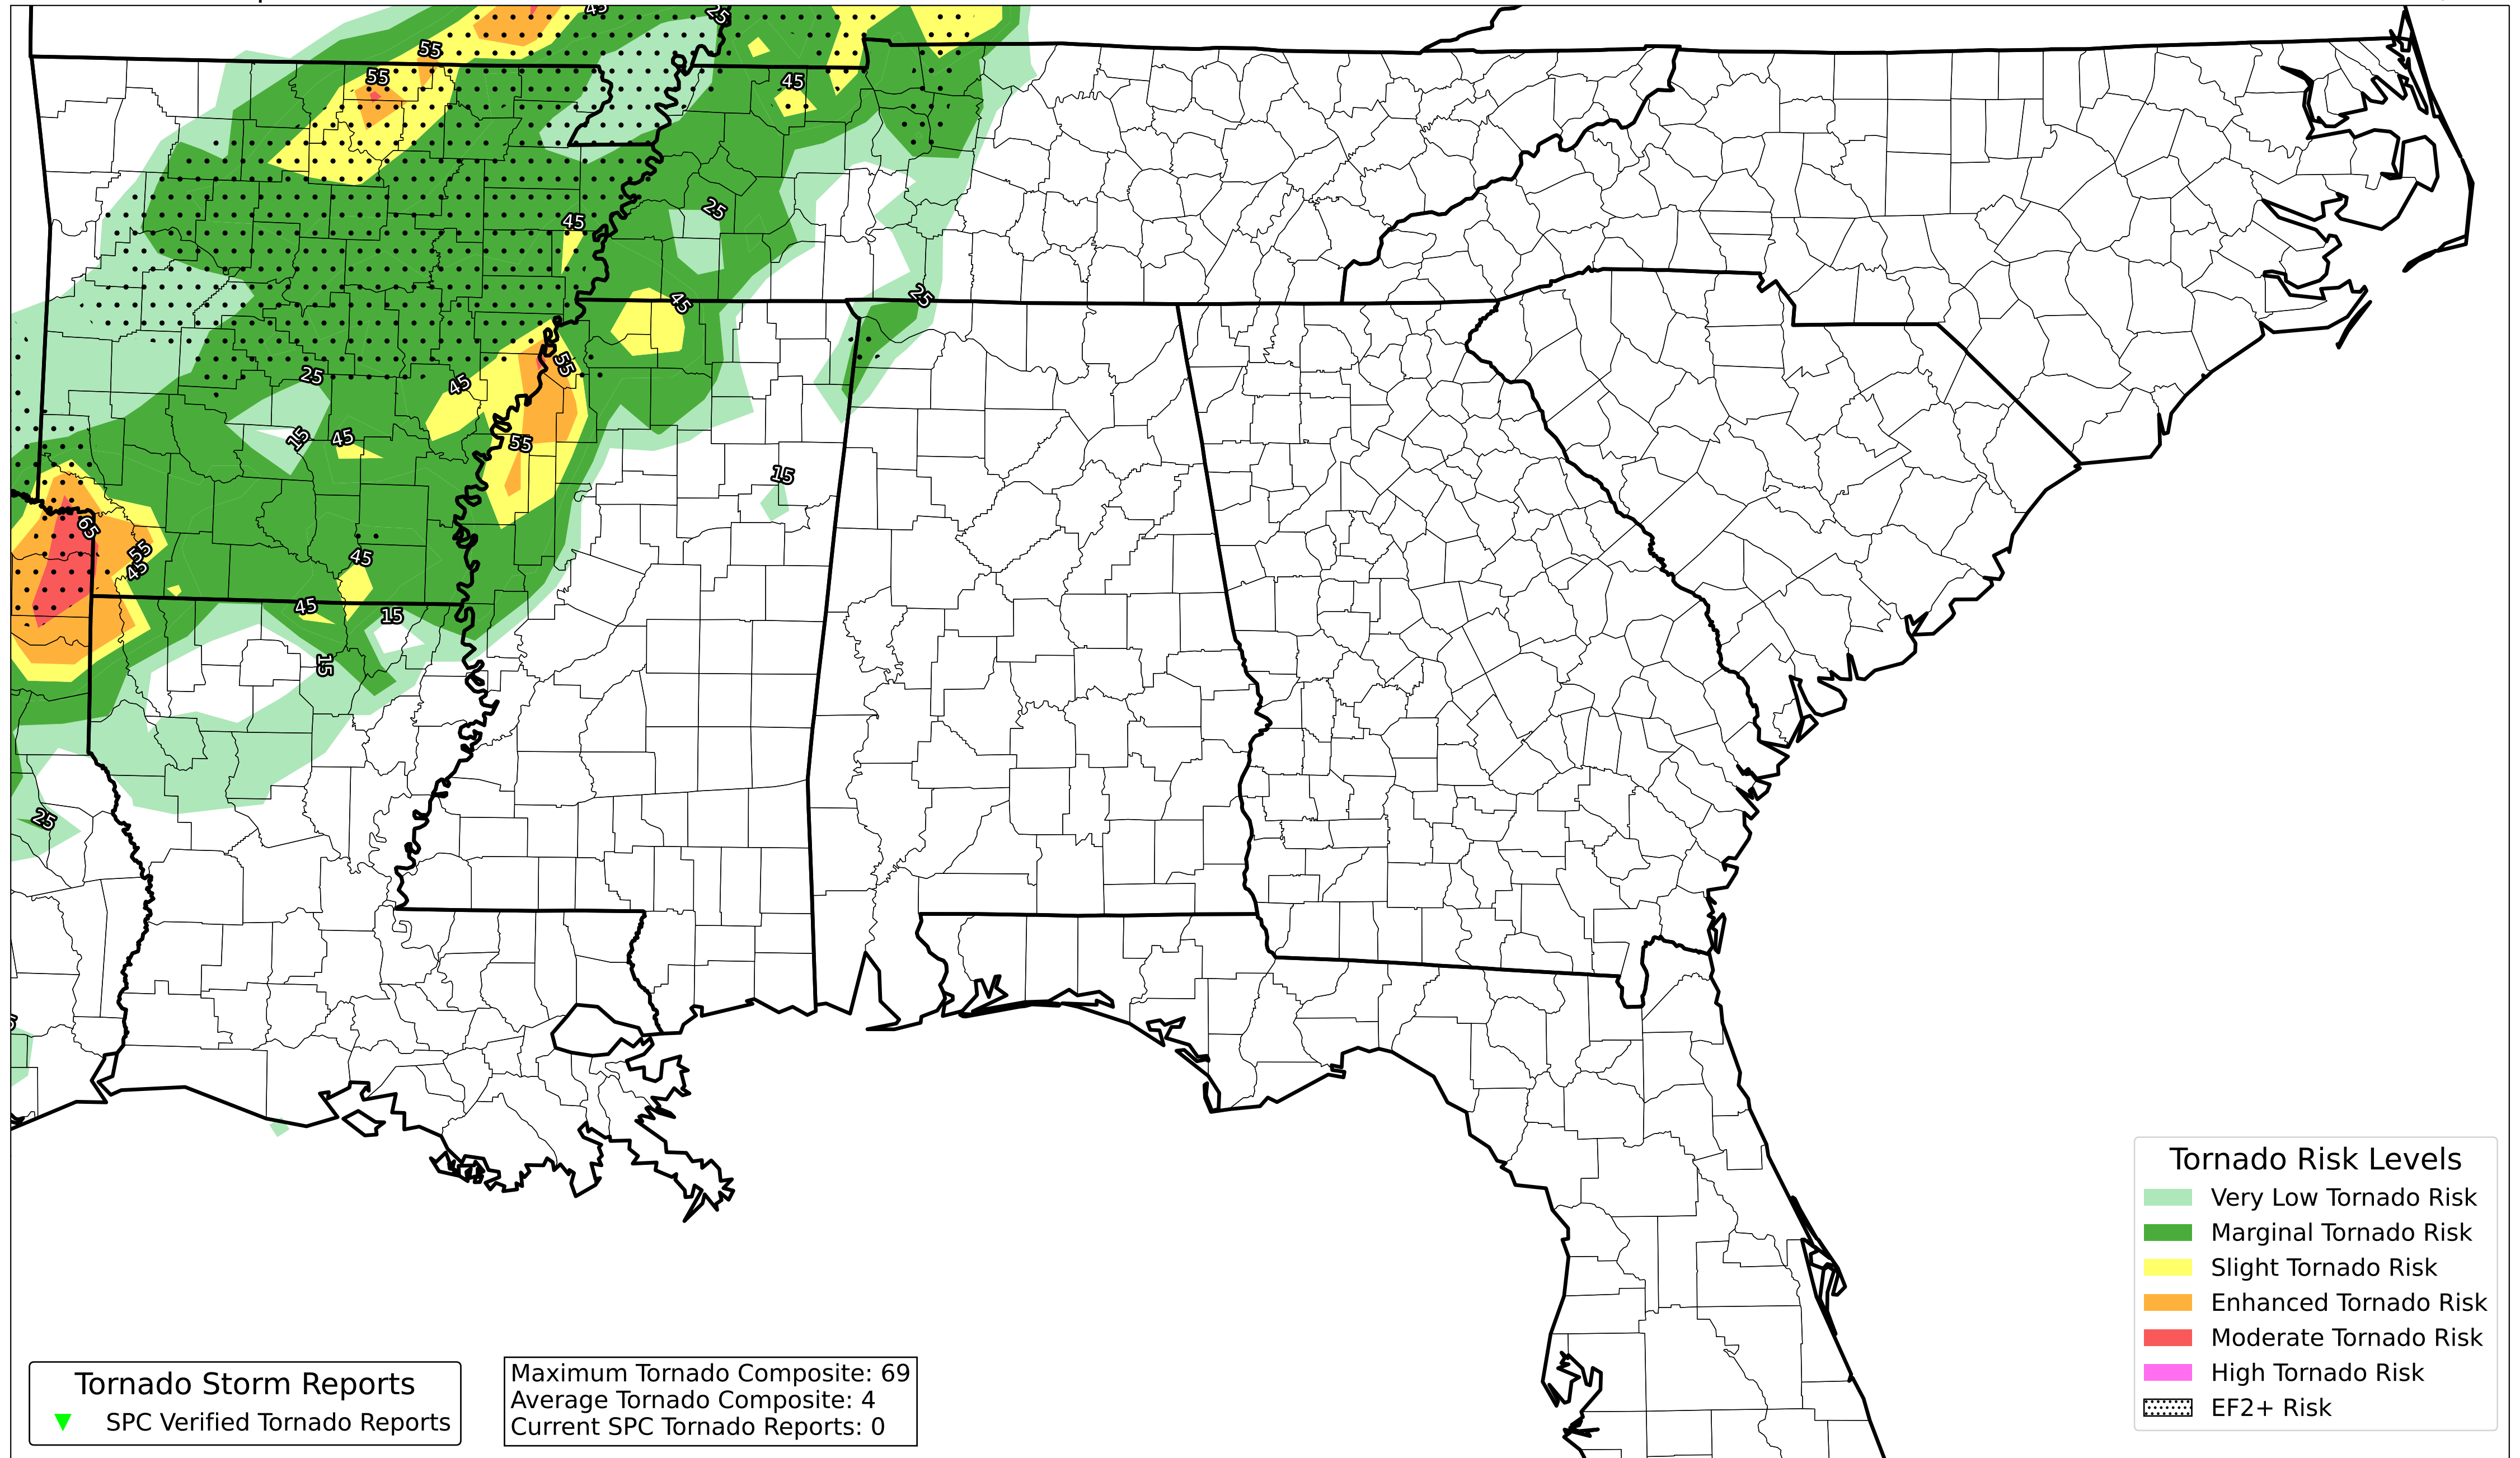 45
25
55
55
45
25
45
25
45
55
25
45
15
45
55
15
65
55
45
45
45
15
15
25
Tornado Risk Levels
Very Low Tornado Risk
Marginal Tornado Risk
Slight Tornado Risk
Enhanced Tornado Risk
Moderate Tornado Risk
High Tornado Risk
EF2+ Risk
Tornado Storm Reports
SPC Verified Tornado Reports
Maximum Tornado Composite: 69
Average Tornado Composite: 4
Current SPC Tornado Reports: 0